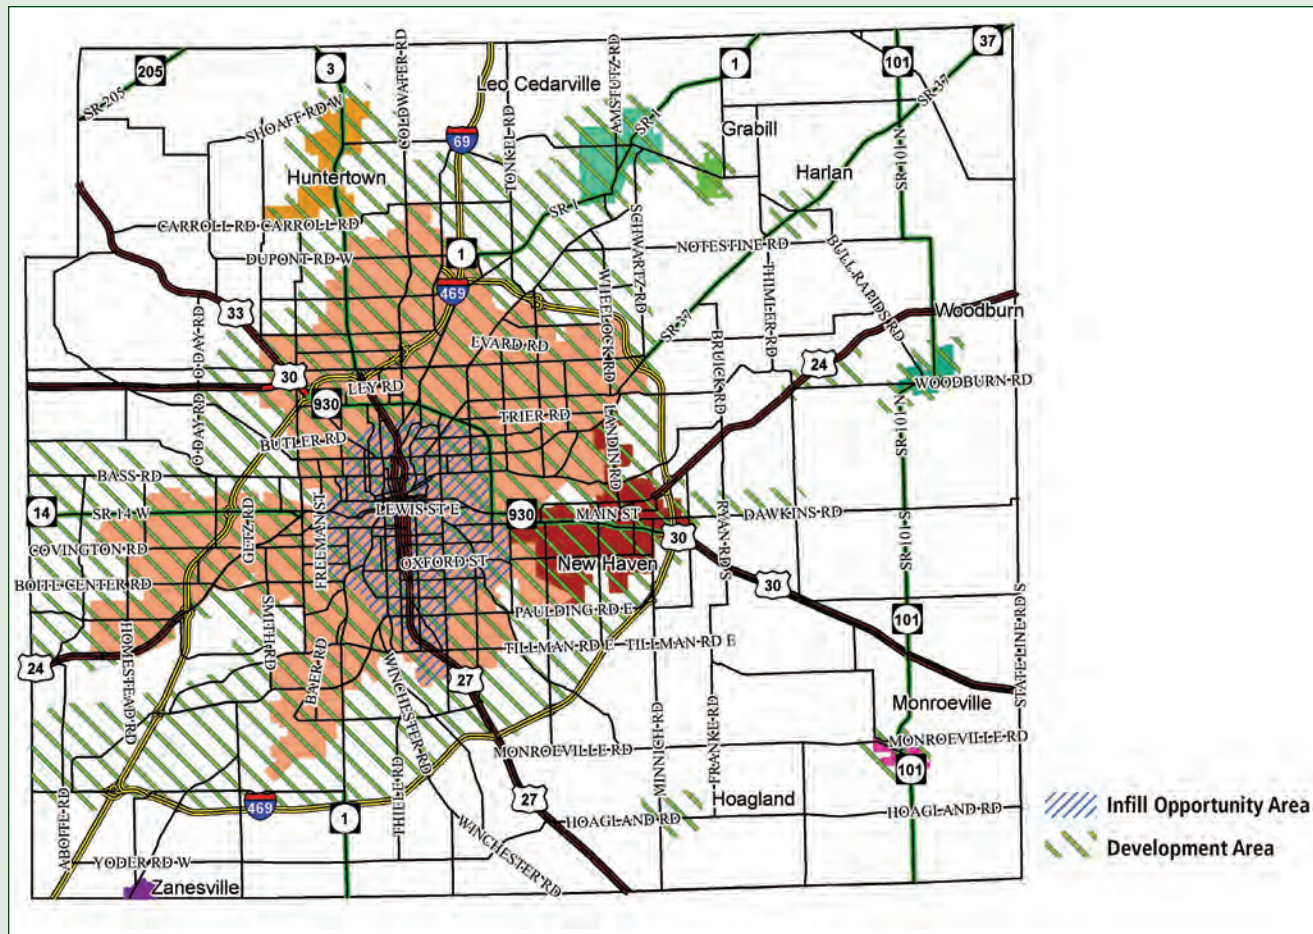 205
SR 205
3
SHOAFF RD W
COLDWATER RD
Leo Cedarville
AMSTUTZ RD
1
101
37
SR 37
69
TONKEL RD
SR 1
Grabill
N 101 SR
Huntertown
Harlan
CARROLL RD CARROLL RD
SR 1
SCHWARTZ RD
NOTESTINE RD
DUPONT RD W
1
469
WHEELOCK RD
THIMLER RD
BULL RAPIDS RD
33
O DAY RD
O DAY RD
EVARD RD
SR 37
BRUICK RD
Woodburn
24
30
LEY RD
WOODBURN RD
930
TRIER RD
LANDIN RD
N 101 SR
BUTLER RD
BASS RD
14
SR 14 W
GETZ RD
FREEMAN ST
LEWIS ST E
930
MAIN ST
DAWKINS RD
RYAN RD S
S 101 SR
30
COVINGTON RD
OXFORD ST
New Haven
30
SMITH RD
PAULDING RD E
101
STATE LINE RD S
HOMESTEAD RD
BAER RD
TILLMAN RD E TILLMAN RD E
24
WINCHESTER RD
27
MINNICH RD
FRANKE RD
Monroeville
MONROEVILLE RD
MONROEVILLE RD
101
ABOITE RD
469
1
27
Hoagland
HOAGLAND RD
HOAGLAND RD
WINCHESTER RD
YODER RD W
Zanesville
Infill Opportunity Area
Development Area